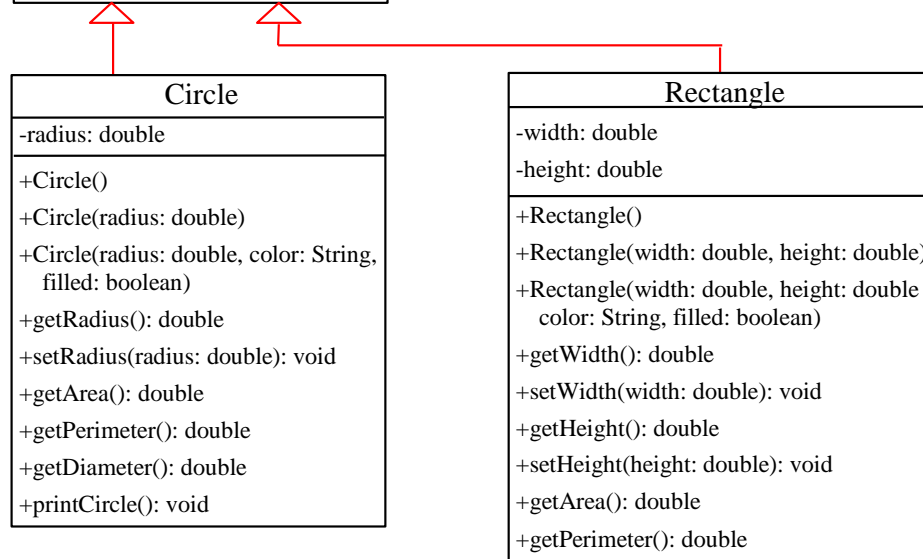 Circle
-radius: double
+Circle()
+Circle(radius: double)
+Circle(radius: double, color: String,
filled: boolean)
+getRadius(): double
+setRadius(radius: double): void
+getArea(): double
+getPerimeter(): double
+getDiameter(): double
+printCircle(): void
Rectangle
-width: double
-height: double
+Rectangle()
+Rectangle(width: double, height: double)
+Rectangle(width: double, height: double
color: String, filled: boolean)
+getWidth(): double
+setWidth(width: double): void
+getHeight(): double
+setHeight(height: double): void
+getArea(): double
+getPerimeter(): double